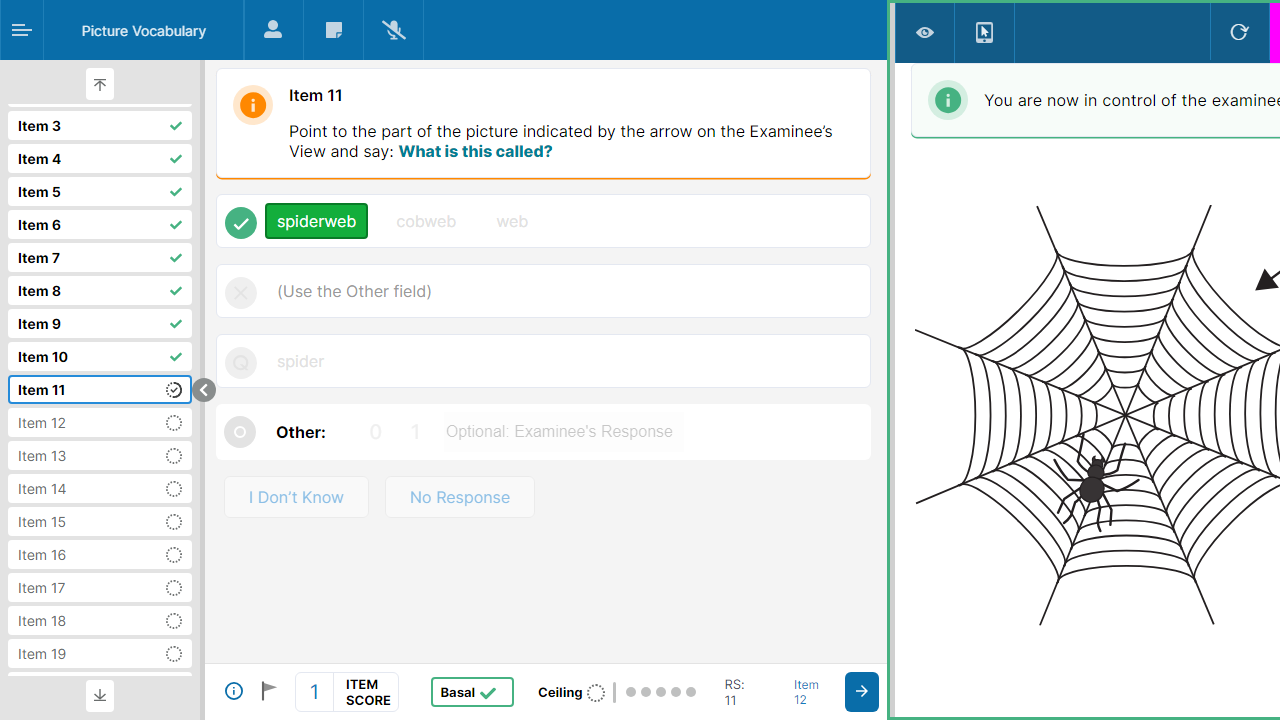 Picture Vocabulary
Item 3
Item 4
Item 5
Item 6
Item 7
Item 8
Item 9
Item 10
Item 11
Item 12
Item 13
Item 14
Item 15
Item 16
Item 17
Item 18
Item 19
Item 11
Point to the part of the picture indicated by the arrow on the Examinee's
View and say: What is this called?
spiderweb cobweb web
(Use the Other field)
Q spider
O Other: 0 1 Optional: Examinee's Response
I Don't Know No Response
1 ITEM
SCORE
Basal
Ceiling
RS:
11
Item
12
You are now in control of the examinee